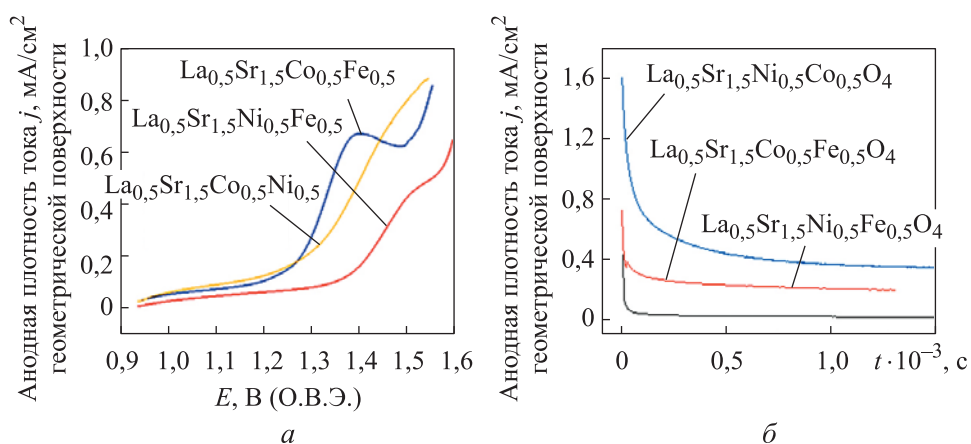 Анодная плотность тока j, мА/см²
геометрической поверхности
1,0
0,8
0,6
0,4
0,2
0
La₀,₅Sr₁,₅Co₀,₅Fe₀,₅
La₀,₅Sr₁,₅Ni₀,₅Fe₀,₅
La₀,₅Sr₁,₅Co₀,₅Ni₀,₅
0,9 1,0 1,1 1,2 1,3 1,4 1,5 1,6
E, В (О.В.Э.)
а
Анодная плотность тока j, мА/см²
геометрической поверхности
1,6
1,2
0,8
0,4
0
La₀,₅Sr₁,₅Ni₀,₅Co₀,₅O₄
La₀,₅Sr₁,₅Co₀,₅Fe₀,₅O₄
La₀,₅Sr₁,₅Ni₀,₅Fe₀,₅O₄
0 0,5 1,0 t·10⁻³, с
б